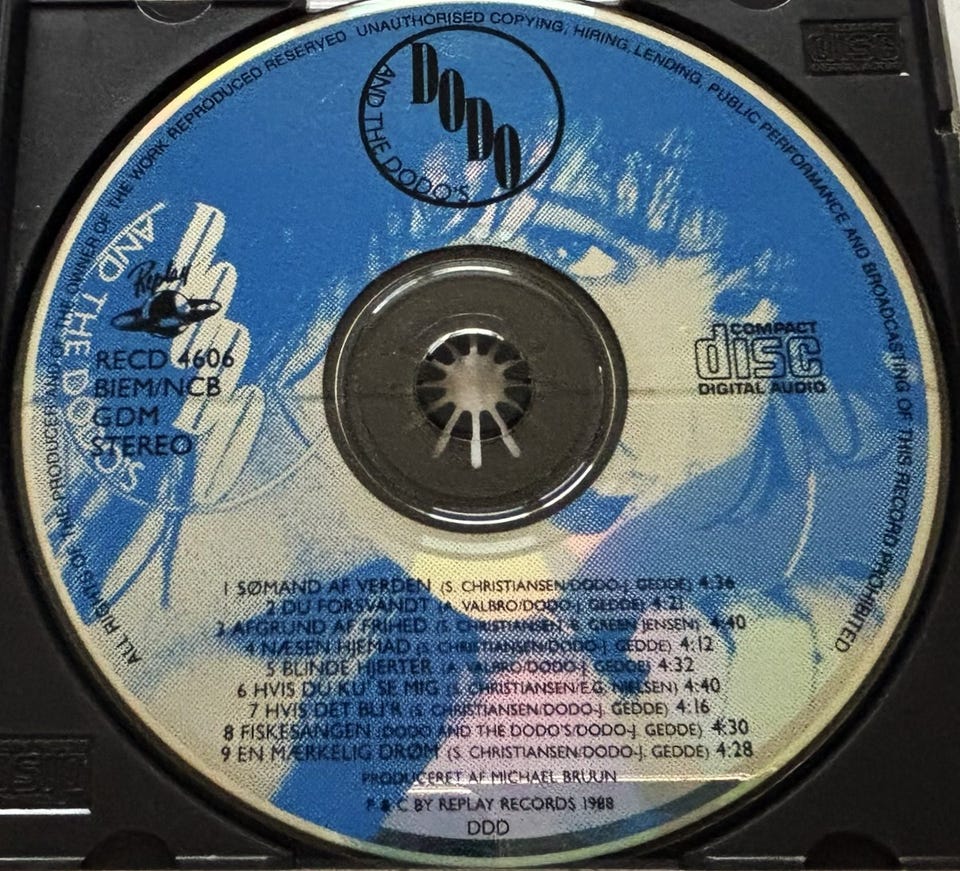 ALL RIGHTS OF THE PRODUCER AND OF THE OWNER OF THE WORK REPRODUCED RESERVED UNAUTHORISED COPYING, HIRING, LENDING, PUBLIC PERFORMANCE AND BROADCASTING OF THIS RECORD PROHIBITED
DODO
AND THE DODO'S
AND THE DODO'S
Replay
RECD 4606
BIEM/NCB
GDM
STEREO
COMPACT
disc
DIGITAL AUDIO
1 SØMAND AF VERDEN (S. CHRISTIANSEN/DODO-J. GEDDE) 4:36
2 DU FORSVANDT (A. VALBRO/DODO-J. GEDDE) 4:21
3 AFGRUND AF FRIHED (S. CHRISTIANSEN, B. GREEN JENSEN) 4:40
4 NÆSEN HJEMAD (S. CHRISTIANSEN/DODO-J. GEDDE) 4:12
5 BLINDE HJERTER (A. VALBRO/DODO-J. GEDDE) 4:32
6 HVIS DU KU' SE MIG (S. CHRISTIANSEN/E.G. NIELSEN) 4:40
7 HVIS DET BLI'R (S. CHRISTIANSEN/DODO-J. GEDDE) 4:16
8 FISKESANGEN (DODO AND THE DODO'S/DODO-J. GEDDE) 4:30
9 EN MÆRKELIG DRØM (S. CHRISTIANSEN/DODO-J. GEDDE) 4:28
PRODUCERET AF MICHAEL BRUUN
P & C BY REPLAY RECORDS 1988
DDD